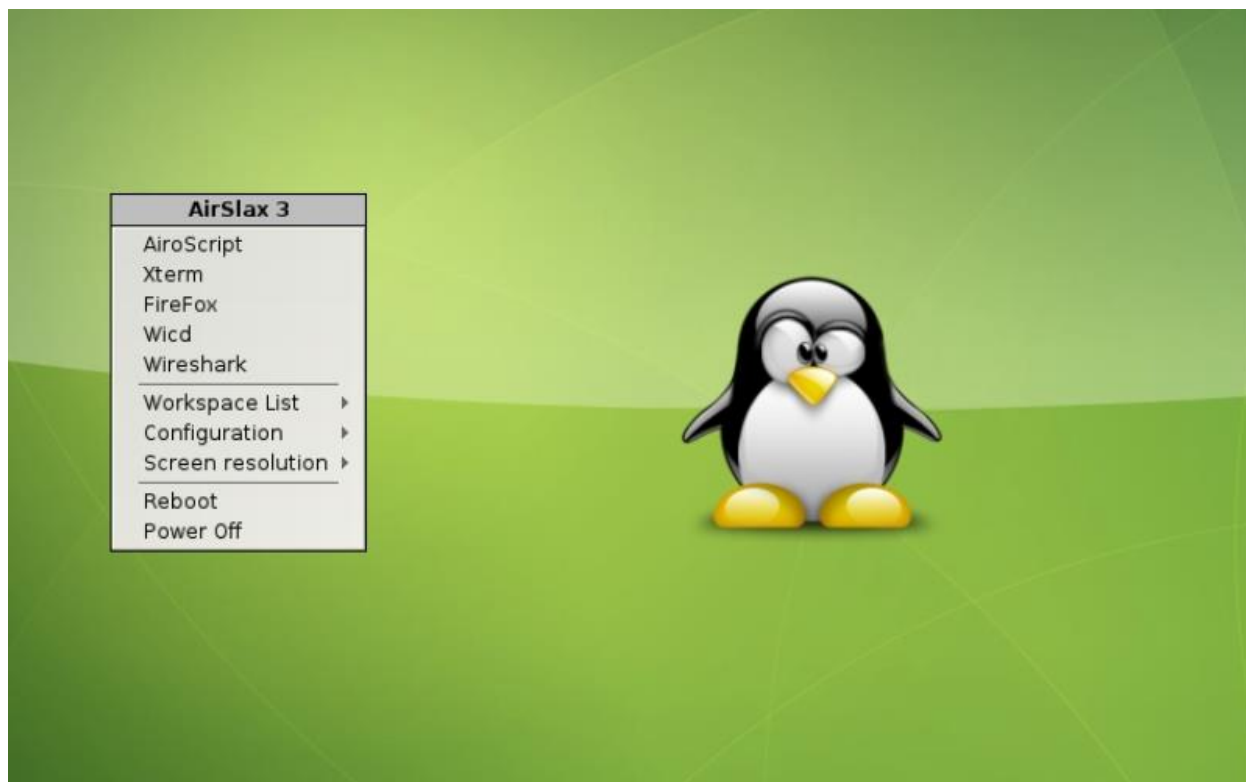 AirSlax 3
AiroScript
Xterm
FireFox
Wicd
Wireshark
Workspace List
Configuration
Screen resolution
Reboot
Power Off